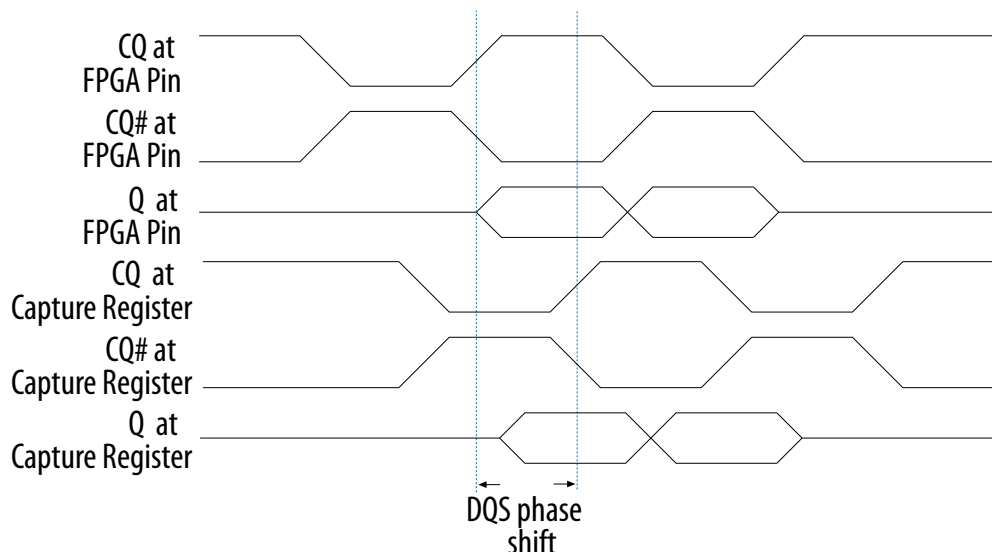 CQ at
FPGA Pin
CQ# at
FPGA Pin
Q at
FPGA Pin
CQ at
Capture Register
CQ# at
Capture Register
Q at
Capture Register
DQS phase
shift